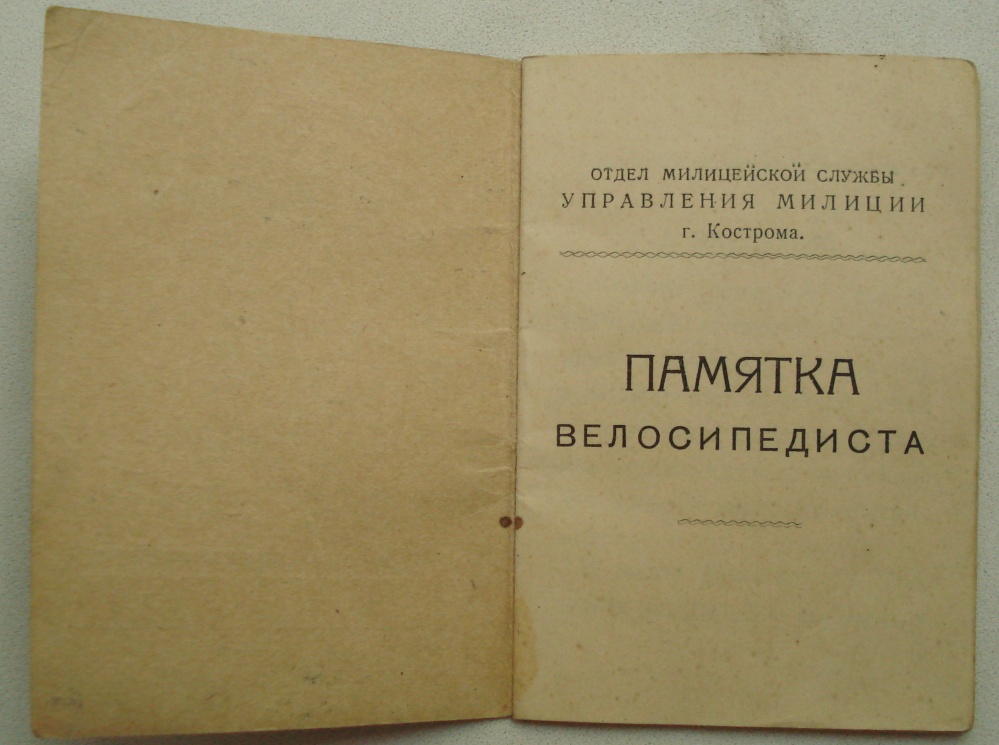 ОТДЕЛ МИЛИЦЕЙСКОЙ СЛУЖБЫ
УПРАВЛЕНИЯ МИЛИЦИИ
г. Кострома.
ПАМЯТКА
ВЕЛОСИПЕДИСТА